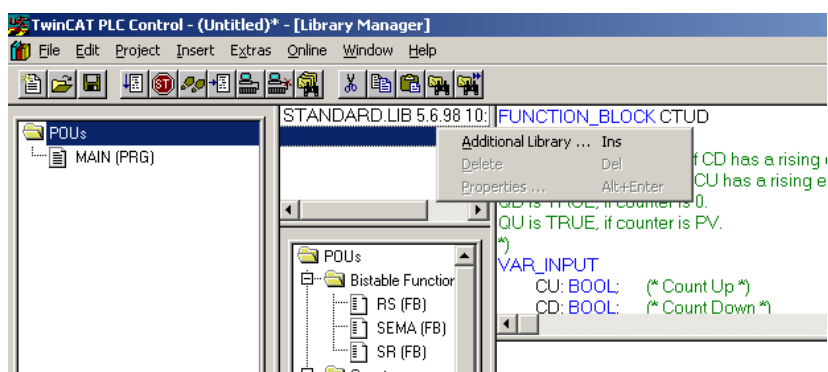 TwinCAT PLC Control - (Untitled)* - [Library Manager]
File Edit Project Insert Extras Online Window Help
STOP
POUs
MAIN (PRG)
STANDARD.LIB 5.6.98 10:
Additional Library ... Ins
Delete Del
Properties ... Alt+Enter
POUs
Bistable Function
RS (FB)
SEMA (FB)
SR (FB)
FUNCTION_BLOCK CTUD
f CD has a rising
CU has a rising e
QD is TRUE, if counter is 0.
QU is TRUE, if counter is PV.
*)
VAR_INPUT
CU: BOOL; (* Count Up *)
CD: BOOL; (* Count Down *)